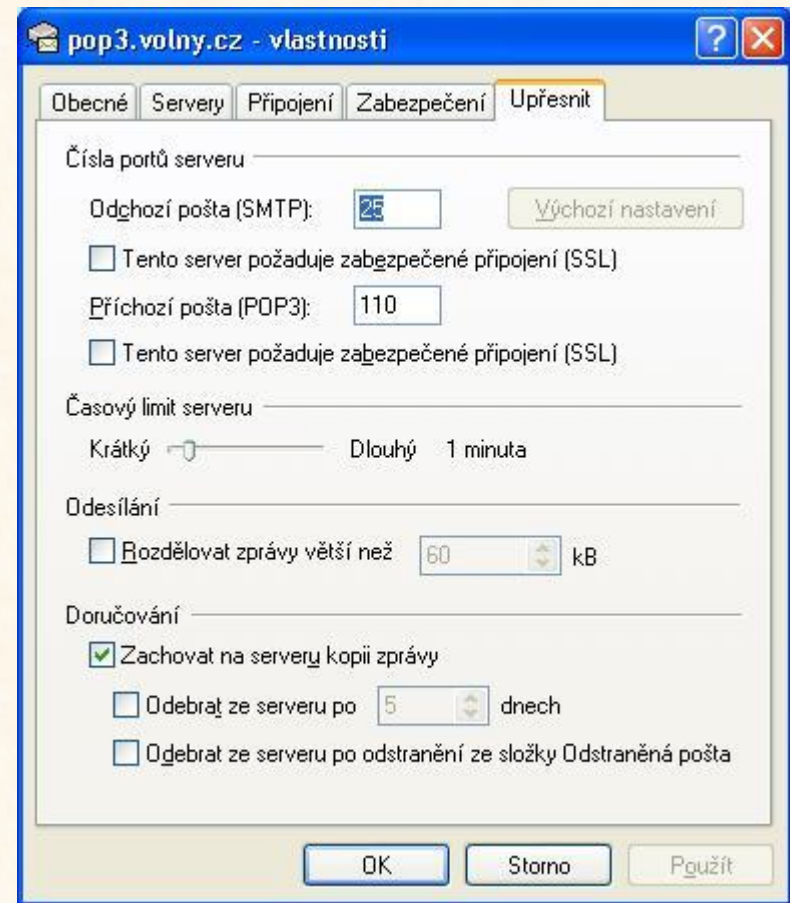 pop3.volny.cz - vlastnosti
Obecné Servery Připojení Zabezpečení Upřesnit
Čísla portů serveru
Odchozí pošta (SMTP): 25 Výchozí nastavení
Tento server požaduje zabezpečené připojení (SSL)
Příchozí pošta (POP3): 110
Tento server požaduje zabezpečené připojení (SSL)
Časový limit serveru
Krátký Dlouhý 1 minuta
Odesílání
Rozdělovat zprávy větší než 60 kB
Doručování
Zachovat na serveru kopii zprávy
Odebrat ze serveru po 5 dnech
Odebrat ze serveru po odstranění ze složky Odstraněná pošta
OK Storno Použít